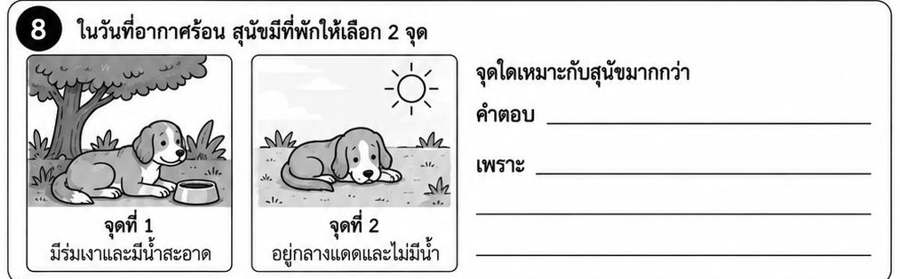 8 ในวันที่อากาศร้อน สุนัขมีที่พักให้เลือก 2 จุด
จุดที่ 1
มีร่มเงาและมีน้ำสะอาด
จุดที่ 2
อยู่กลางแดดและไม่มีน้ำ
จุดใดเหมาะกับสุนัขมากกว่า
คำตอบ
เพราะ